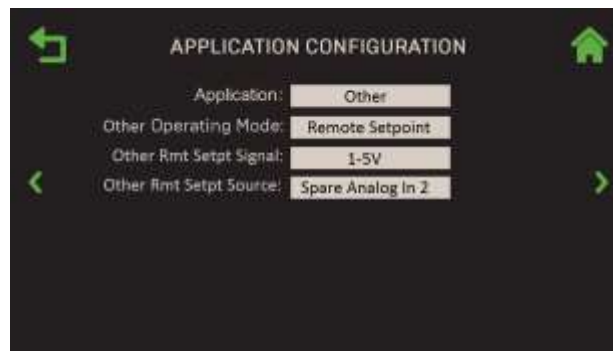 APPLICATION CONFIGURATION
Application: Other
Other Operating Mode: Remote Setpoint
Other Rmt Setpt Signal: 1-5V
Other Rmt Setpt Source: Spare Analog In 2